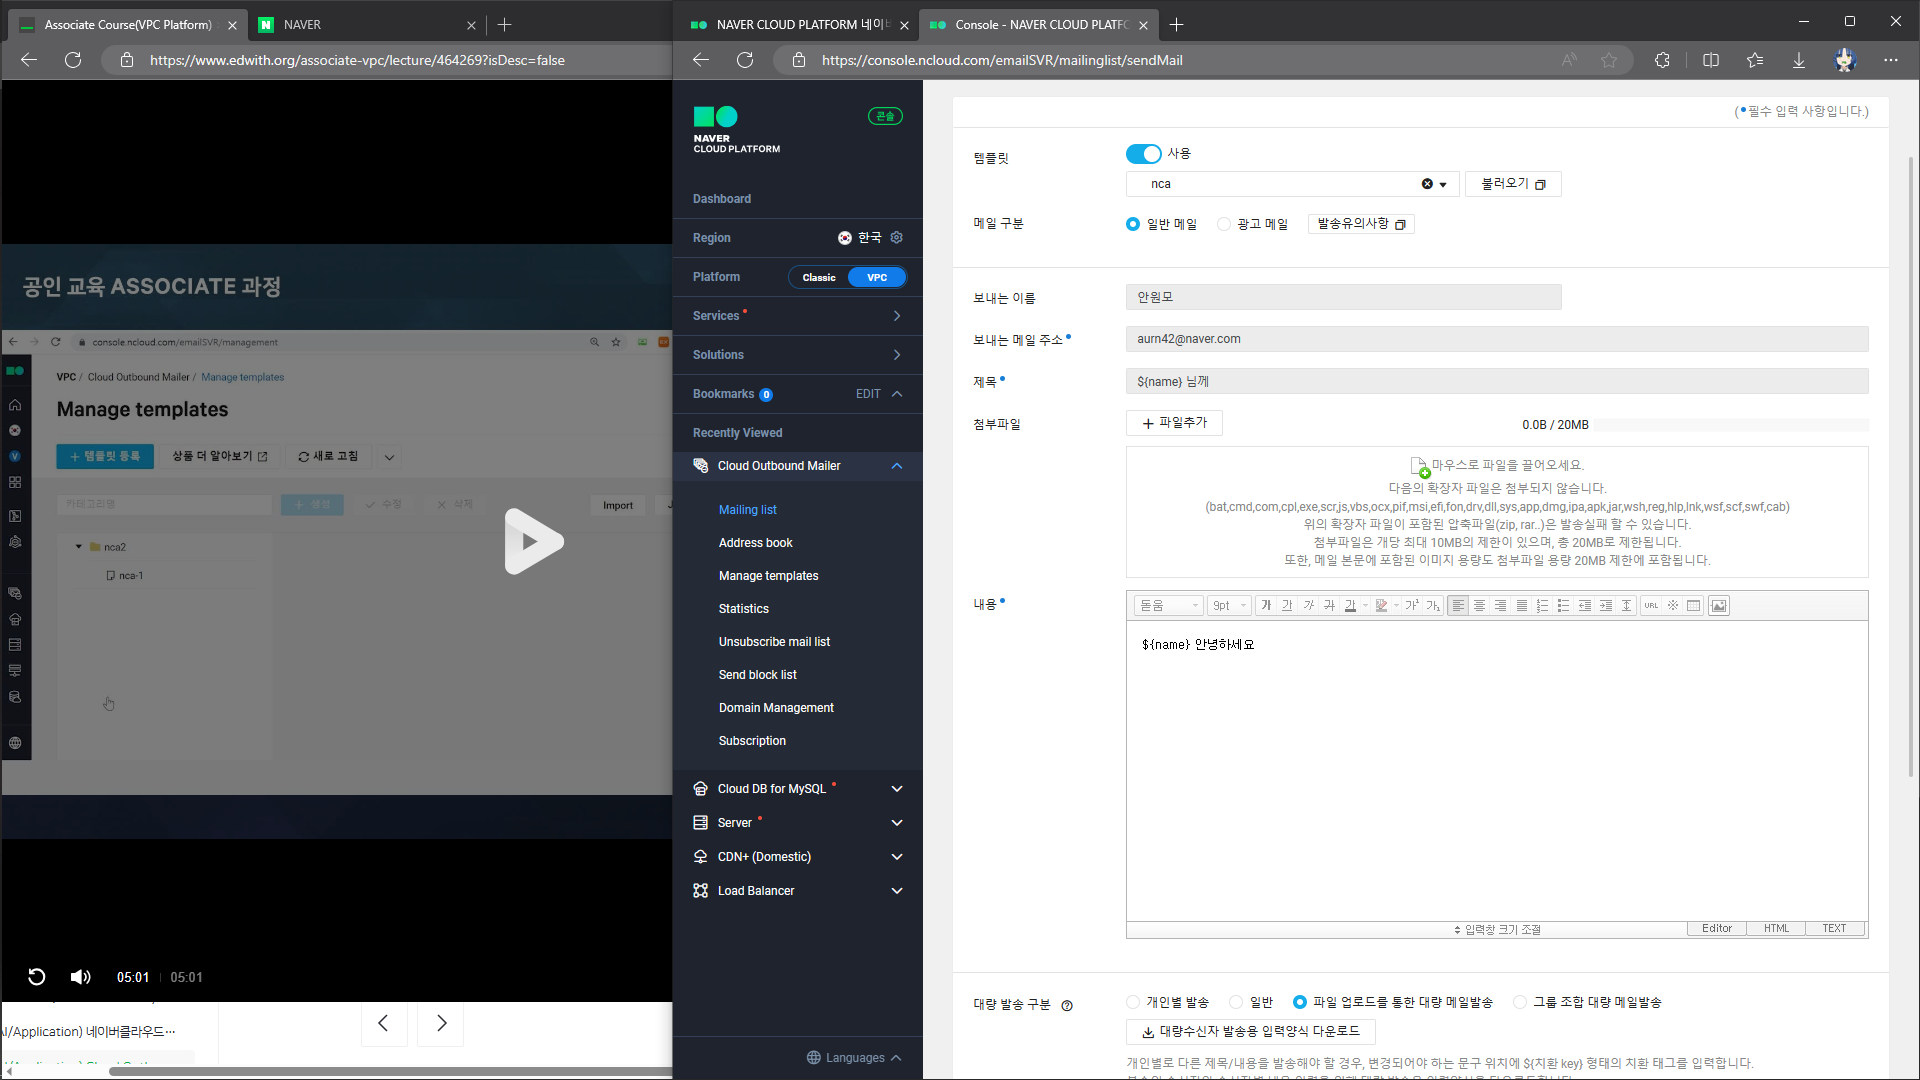 Associate Course(VPC Platform)
NAVER
https://www.edwith.org/associate-vpc/lecture/464269?isDesc=false
공인 교육 ASSOCIATE 과정
console.ncloud.com/emailSVR/management
VPC / Cloud Outbound Mailer / Manage templates
Manage templates
+ 템플릿 등록
상품 더 알아보기
새로 고침
카테고리명
+ 생성
수정
삭제
Import
nca2
nca-1
05:01 | 05:01
I/Application) 네이버클라우드…
NAVER CLOUD PLATFORM 네이버
Console - NAVER CLOUD PLATFO
https://console.ncloud.com/emailSVR/mailinglist/sendMail
NAVER
CLOUD PLATFORM
콘솔
Dashboard
Region
한국
Platform
Classic
VPC
Services
Solutions
Bookmarks 0
EDIT
Recently Viewed
Cloud Outbound Mailer
Mailing list
Address book
Manage templates
Statistics
Unsubscribe mail list
Send block list
Domain Management
Subscription
Cloud DB for MySQL
Server
CDN+ (Domestic)
Load Balancer
Languages
(•필수 입력 사항입니다.)
템플릿
사용
nca
불러오기
메일 구분
일반 메일
광고 메일
발송유의사항
보내는 이름
안원모
보내는 메일 주소
aurn42@naver.com
제목
${name} 님께
첨부파일
+ 파일추가
0.0B / 20MB
마우스로 파일을 끌어오세요.
다음의 확장자 파일은 첨부되지 않습니다.
(bat,cmd,com,cpl,exe,scr,js,vbs,ocx,pif,msi,efi,fon,drv,dll,sys,app,dmg,ipa,apk,jar,wsh,reg,hlp,lnk,wsf,scf,swf,cab)
위의 확장자 파일이 포함된 압축파일(zip, rar..)은 발송실패 할 수 있습니다.
첨부파일은 개당 최대 10MB의 제한이 있으며, 총 20MB로 제한됩니다.
또한, 메일 본문에 포함된 이미지 용량도 첨부파일 용량 20MB 제한에 포함됩니다.
내용
돋움
9pt
가 가 가 가 가 가² 가₂
URL
${name} 안녕하세요
입력창 크기 조절
Editor
HTML
TEXT
대량 발송 구분
개인별 발송
일반
파일 업로드를 통한 대량 메일발송
그룹 조합 대량 메일발송
대량수신자 발송용 입력양식 다운로드
개인별로 다른 제목/내용을 발송해야 할 경우, 변경되어야 하는 문구 위치에 ${치환 key} 형태의 치환 태그를 입력합니다.